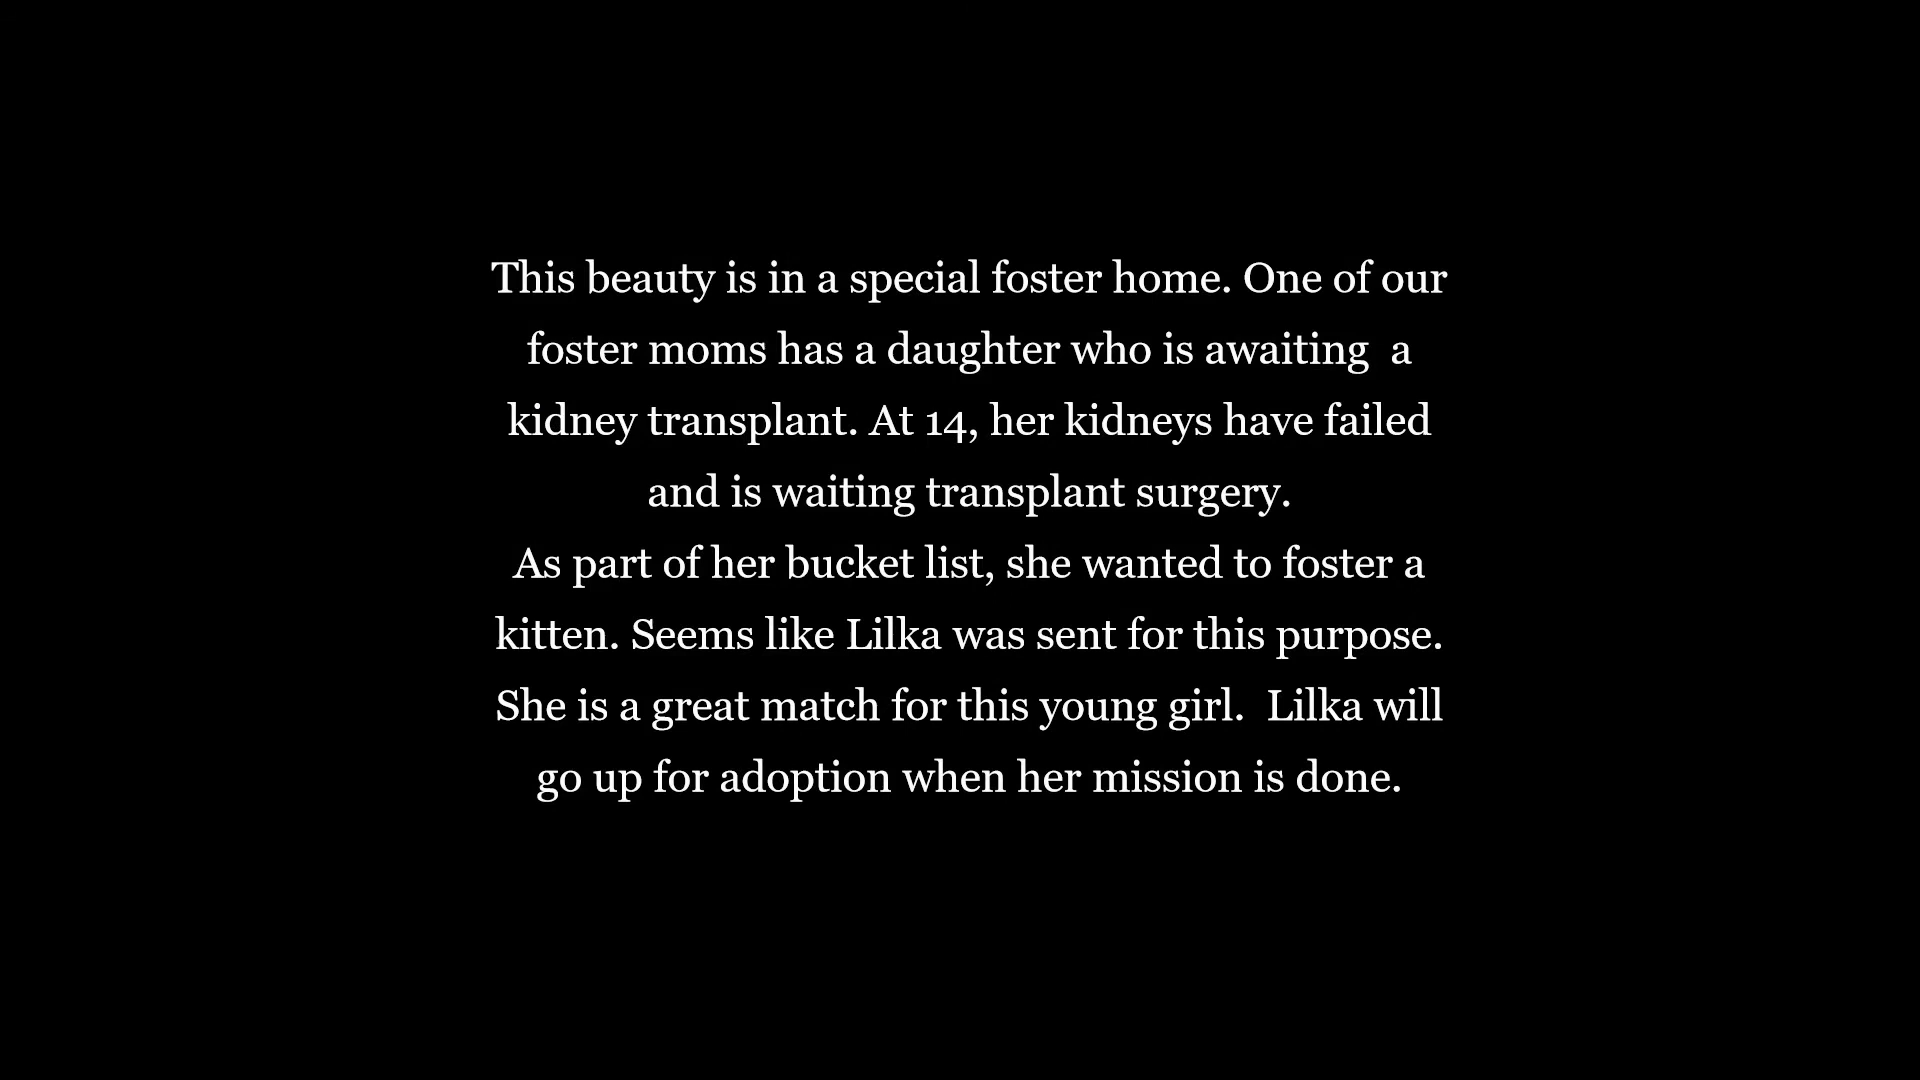 This beauty is in a special foster home. One of our
foster moms has a daughter who is awaiting  a
kidney transplant. At 14, her kidneys have failed
and is waiting transplant surgery.
As part of her bucket list, she wanted to foster a
kitten. Seems like Lilka was sent for this purpose.
She is a great match for this young girl.  Lilka will
go up for adoption when her mission is done.